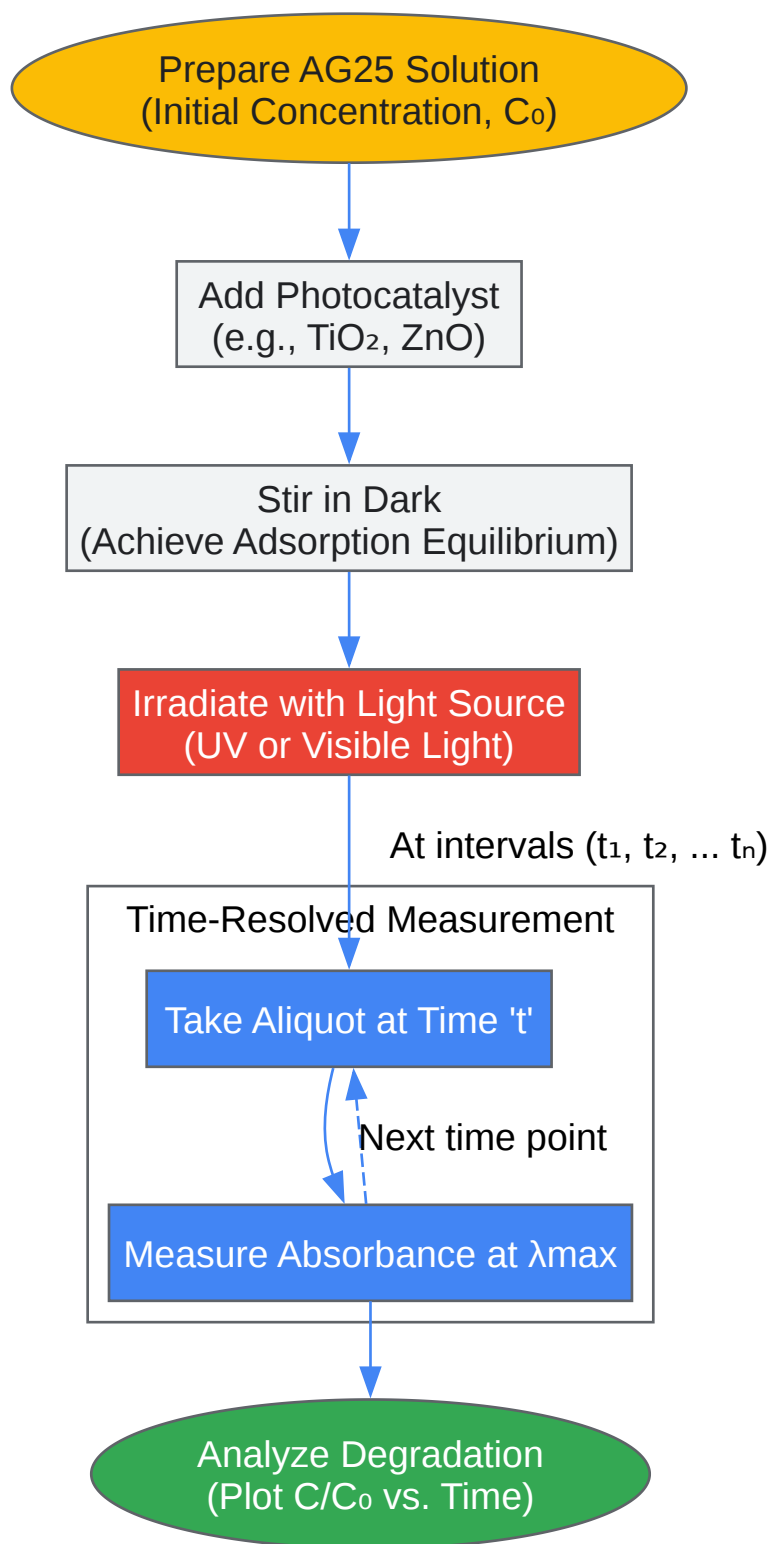 Prepare AG25 Solution
(Initial Concentration, C₀)
Add Photocatalyst
(e.g., TiO₂, ZnO)
Stir in Dark
(Achieve Adsorption Equilibrium)
Irradiate with Light Source
(UV or Visible Light)
At intervals (t₁, t₂, ... tₙ)
Time-Resolved Measurement
Take Aliquot at Time 't'
Next time point
Measure Absorbance at λmax
Analyze Degradation
(Plot C/C₀ vs. Time)